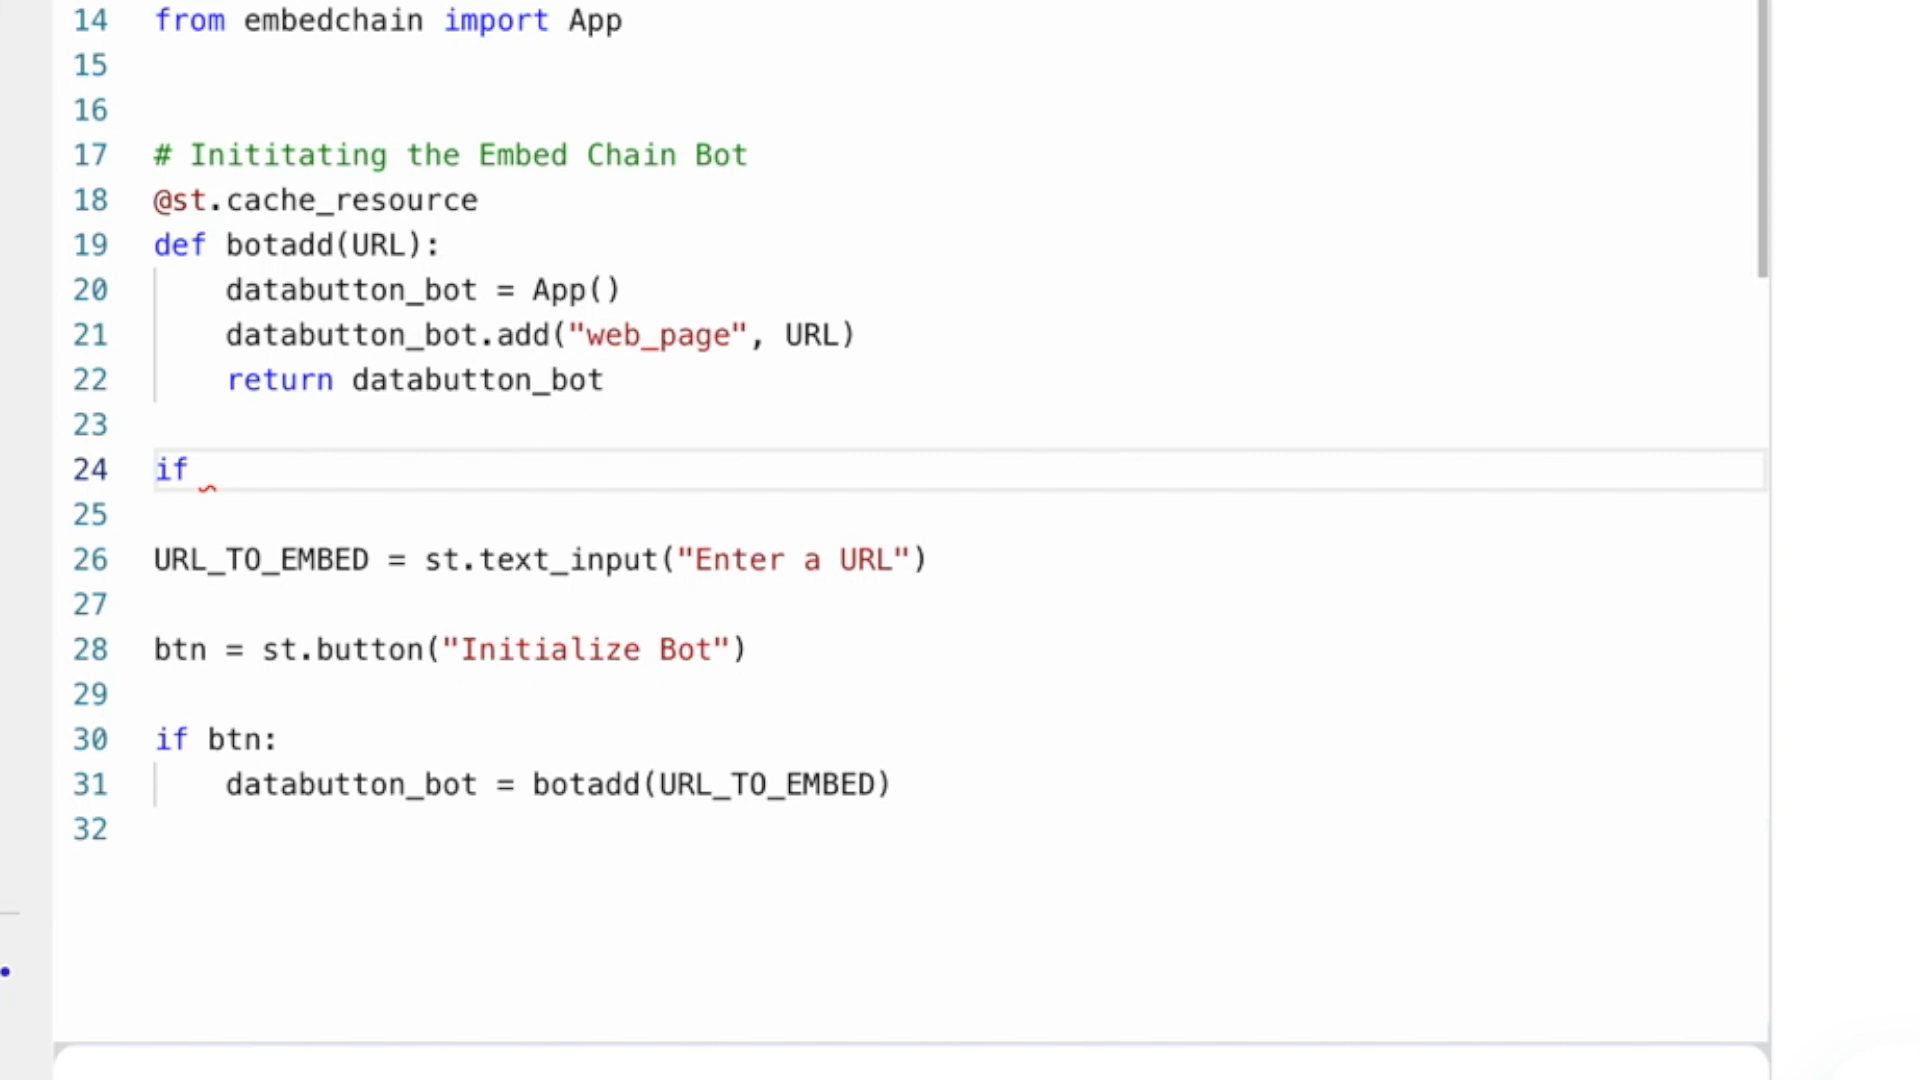 14 from embedchain import App
15
16
17 # Inititating the Embed Chain Bot
18 @st.cache_resource
19 def botadd(URL):
20     databutton_bot = App()
21     databutton_bot.add("web_page", URL)
22     return databutton_bot
23
24 if
25
26 URL_TO_EMBED = st.text_input("Enter a URL")
27
28 btn = st.button("Initialize Bot")
29
30 if btn:
31     databutton_bot = botadd(URL_TO_EMBED)
32